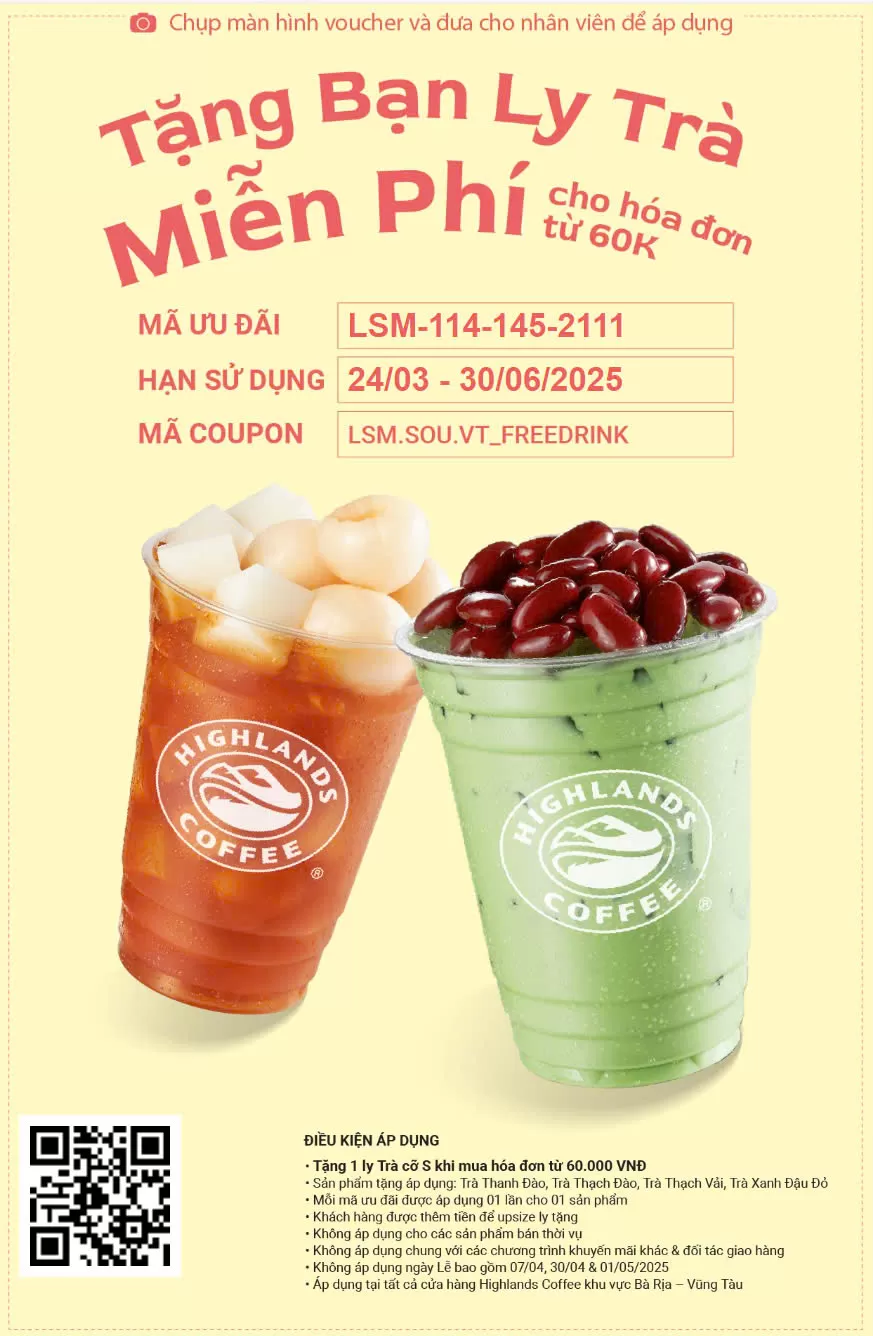 Chụp màn hình voucher và đưa cho nhân viên để áp dụng
Tặng Bạn Ly Trà
Miễn Phí cho hóa đơn
từ 60K
MÃ ƯU ĐÃI LSM-114-145-2111
HẠN SỬ DỤNG 24/03 - 30/06/2025
MÃ COUPON LSM.SOU.VT_FREEDRINK
HIGHLANDS
COFFEE
®
HIGHLANDS
COFFEE
®
ĐIỀU KIỆN ÁP DỤNG
• Tặng 1 ly Trà cỡ S khi mua hóa đơn từ 60.000 VNĐ
• Sản phẩm tặng áp dụng: Trà Thanh Đào, Trà Thạch Đào, Trà Thạch Vải, Trà Xanh Đậu Đỏ
• Mỗi mã ưu đãi được áp dụng 01 lần cho 01 sản phẩm
• Khách hàng được thêm tiền để upsize ly tặng
• Không áp dụng cho các sản phẩm bán thời vụ
• Không áp dụng chung với các chương trình khuyến mãi khác & đối tác giao hàng
• Không áp dụng ngày Lễ bao gồm 07/04, 30/04 & 01/05/2025
• Áp dụng tại tất cả cửa hàng Highlands Coffee khu vực Bà Rịa – Vũng Tàu